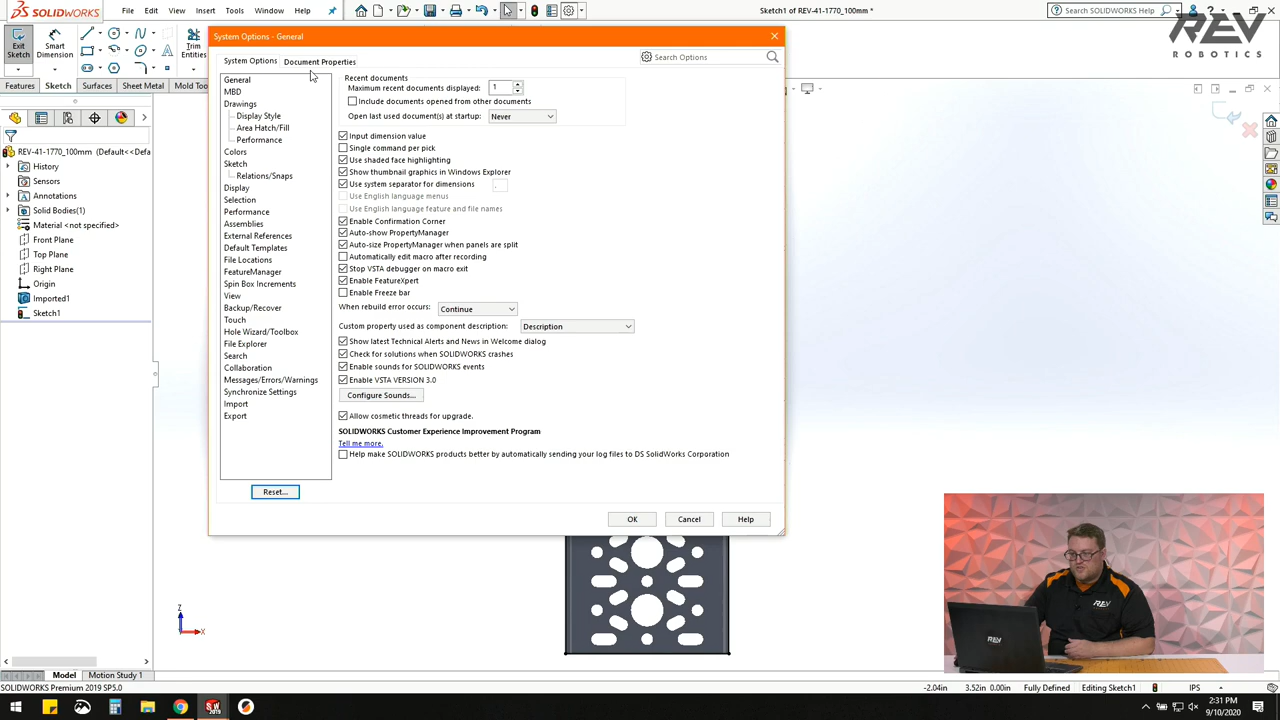 SOLIDWORKS
File Edit View Insert Tools Window Help
Sketch1 of REV-41-1770_100mm *
Search SOLIDWORKS Help
REV
ROBOTICS
Exit Sketch
Smart Dimension
Trim Entities
Features Sketch Surfaces Sheet Metal Mold Too
System Options - General
System Options Document Properties
Search Options
General
MBD
Drawings
Display Style
Area Hatch/Fill
Performance
Colors
Sketch
Relations/Snaps
Display
Selection
Performance
Assemblies
External References
Default Templates
File Locations
FeatureManager
Spin Box Increments
View
Backup/Recover
Touch
Hole Wizard/Toolbox
File Explorer
Search
Collaboration
Messages/Errors/Warnings
Synchronize Settings
Import
Export
Reset...
Recent documents
Maximum recent documents displayed: 1
Include documents opened from other documents
Open last used document(s) at startup: Never
Input dimension value
Single command per pick
Use shaded face highlighting
Show thumbnail graphics in Windows Explorer
Use system separator for dimensions .
Use English language menus
Use English language feature and file names
Enable Confirmation Corner
Auto-show PropertyManager
Auto-size PropertyManager when panels are split
Automatically edit macro after recording
Stop VSTA debugger on macro exit
Enable FeatureXpert
Enable Freeze bar
When rebuild error occurs: Continue
Custom property used as component description: Description
Show latest Technical Alerts and News in Welcome dialog
Check for solutions when SOLIDWORKS crashes
Enable sounds for SOLIDWORKS events
Enable VSTA VERSION 3.0
Configure Sounds...
Allow cosmetic threads for upgrade.
SOLIDWORKS Customer Experience Improvement Program
Tell me more.
Help make SOLIDWORKS products better by automatically sending your log files to DS SolidWorks Corporation
OK Cancel Help
REV-41-1770_100mm (Default<<Defa
History
Sensors
Annotations
Solid Bodies(1)
Material <not specified>
Front Plane
Top Plane
Right Plane
Origin
Imported1
Sketch1
Z
X
REV
REV
Model Motion Study 1
SOLIDWORKS Premium 2019 SP5.0
-2.04in 3.52in 0.00in Fully Defined Editing Sketch1 IPS
2:31 PM
9/10/2020